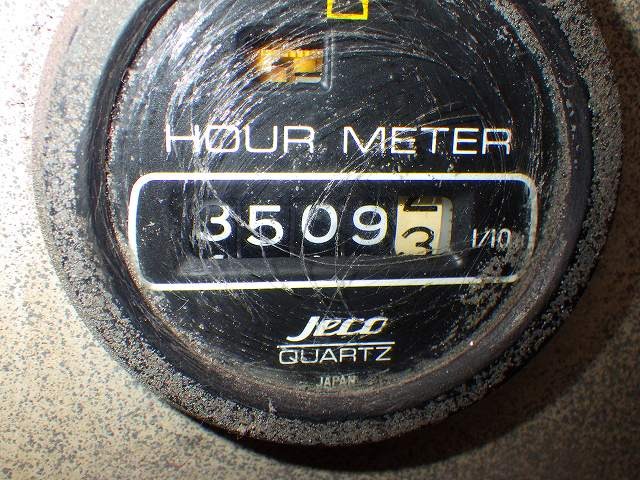 HOUR METER
35093 1/10
Jeco
QUARTZ
JAPAN